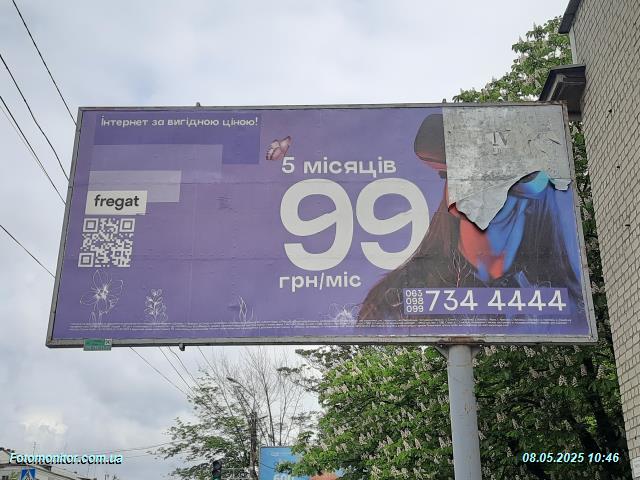 Інтернет за вигідною ціною!
5 місяців
fregat
99
грн/міс
IV
063
098
099
734 4444
Fotomonitor.com.ua
08.05.2025 10:46